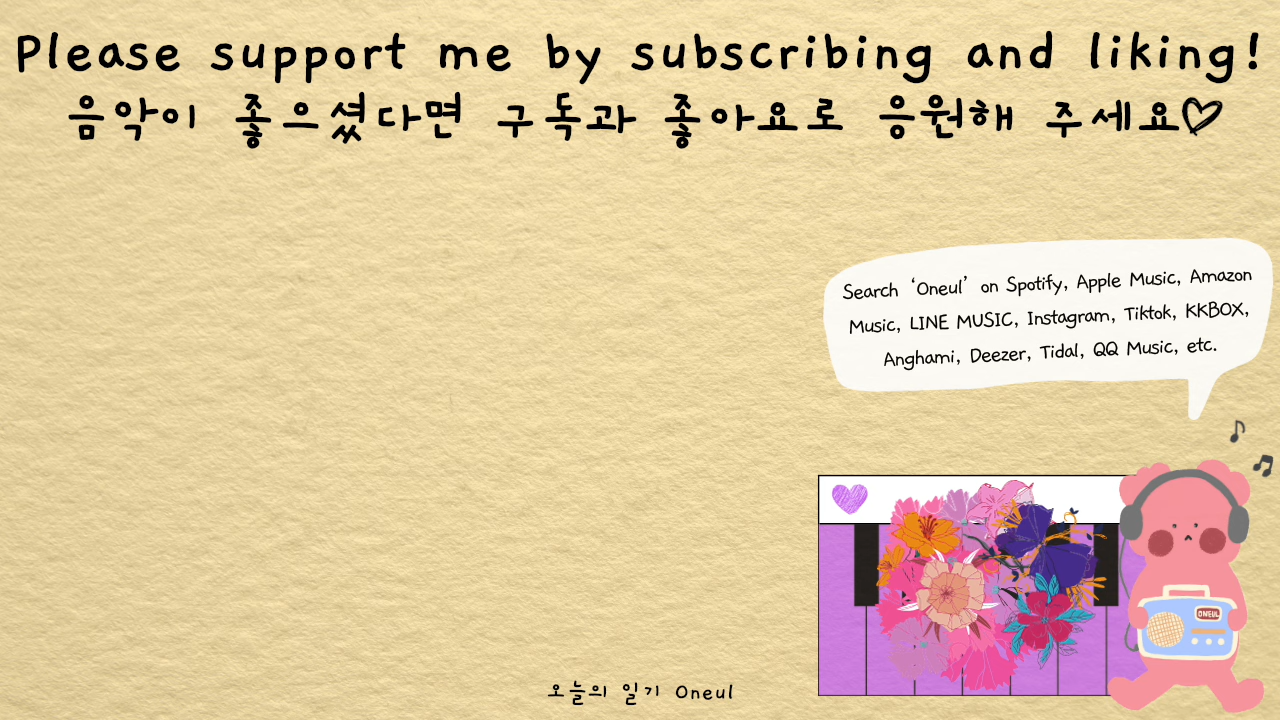 Please support me by subscribing and liking!
음악이 좋으셨다면 구독과 좋아요로 응원해 주세요♡
Search ‘Oneul’ on Spotify, Apple Music, Amazon
Music, LINE MUSIC, Instagram, Tiktok, KKBOX,
Anghami, Deezer, Tidal, QQ Music, etc.
ONEUL
오늘의 일기 Oneul